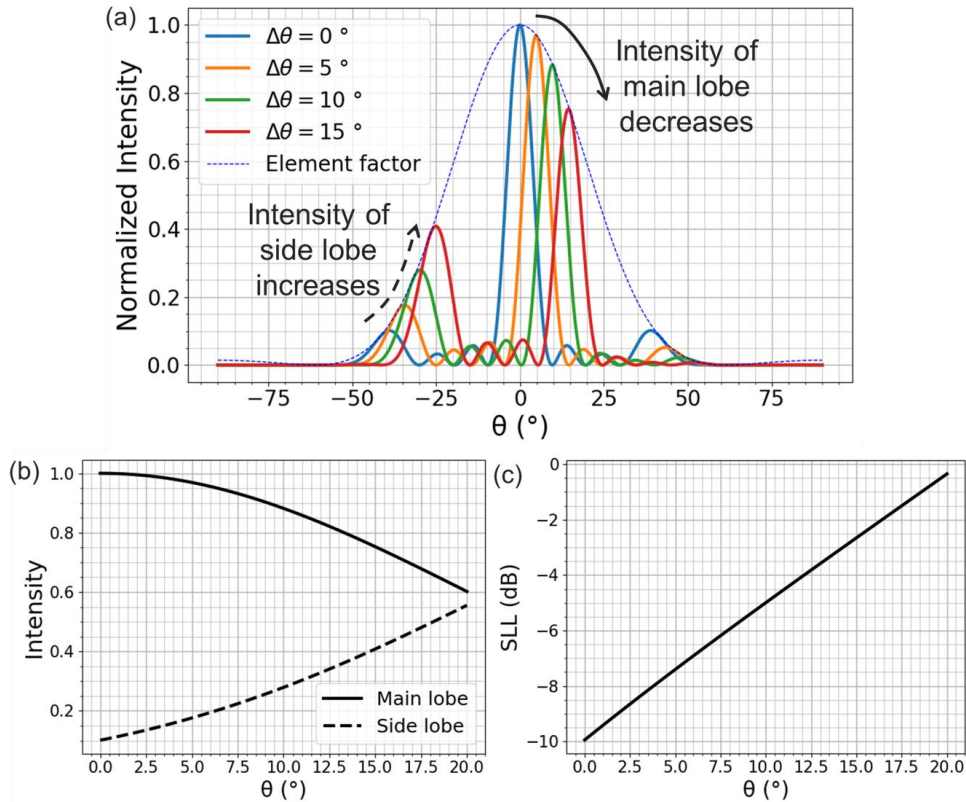 (a)
Δθ = 0 °
Δθ = 5 °
Δθ = 10 °
Δθ = 15 °
Element factor
Intensity of
main lobe
decreases
Intensity of
side lobe
increases
Normalized Intensity
1.0
0.8
0.6
0.4
0.2
0.0
−75
−50
−25
0
25
50
75
θ (°)
(b)
Intensity
1.0
0.8
0.6
0.4
0.2
Main lobe
Side lobe
0.0
2.5
5.0
7.5
10.0
12.5
15.0
17.5
20.0
θ (°)
(c)
SLL (dB)
0
−2
−4
−6
−8
−10
0.0
2.5
5.0
7.5
10.0
12.5
15.0
17.5
20.0
θ (°)